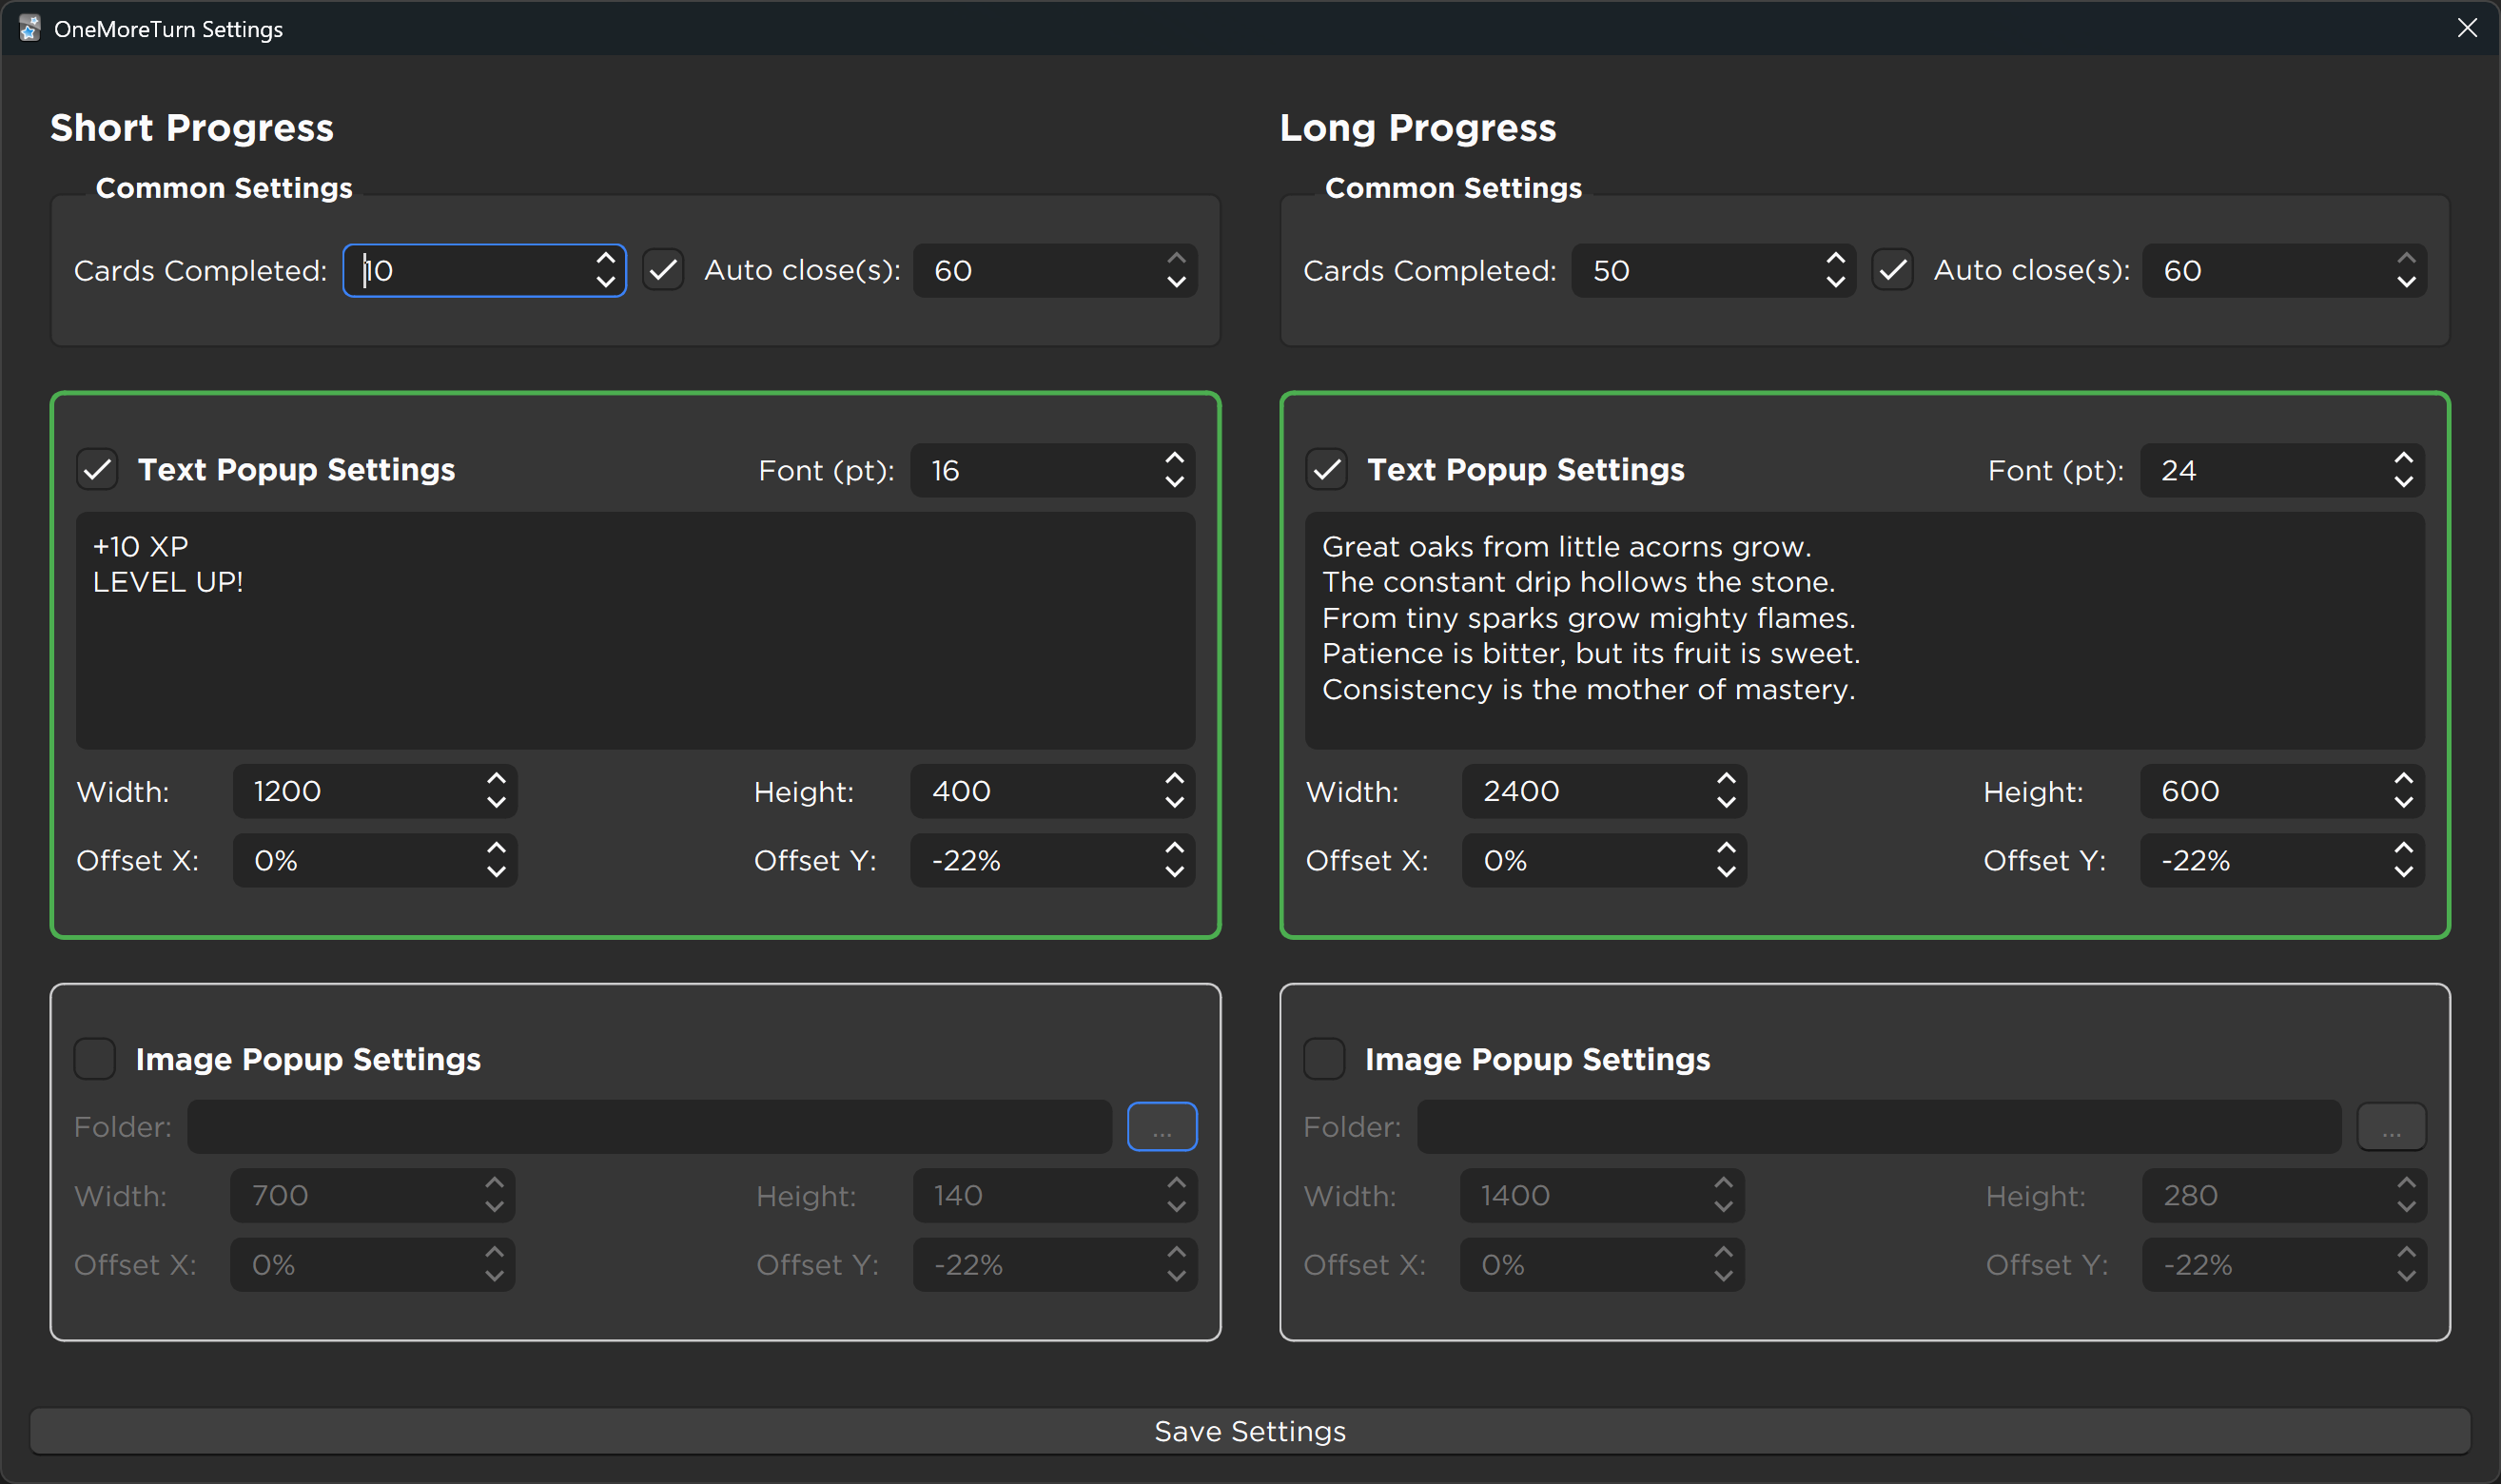 OneMoreTurn Settings
Short Progress
Common Settings
Cards Completed: 10 Auto close(s): 60
Text Popup Settings Font (pt): 16
+10 XP
LEVEL UP!
Width: 1200 Height: 400
Offset X: 0% Offset Y: -22%
Image Popup Settings
Folder: ...
Width: 700 Height: 140
Offset X: 0% Offset Y: -22%
Long Progress
Common Settings
Cards Completed: 50 Auto close(s): 60
Text Popup Settings Font (pt): 24
Great oaks from little acorns grow.
The constant drip hollows the stone.
From tiny sparks grow mighty flames.
Patience is bitter, but its fruit is sweet.
Consistency is the mother of mastery.
Width: 2400 Height: 600
Offset X: 0% Offset Y: -22%
Image Popup Settings
Folder: ...
Width: 1400 Height: 280
Offset X: 0% Offset Y: -22%
Save Settings